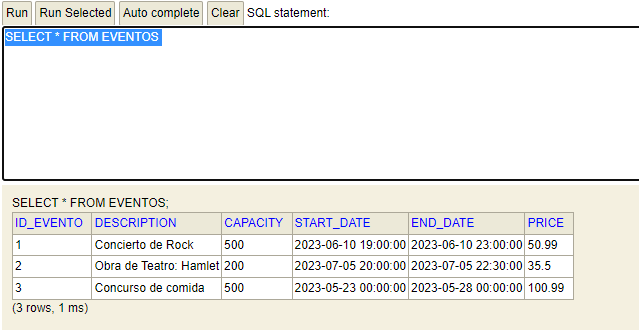 Run Run Selected Auto complete Clear SQL statement:
SELECT * FROM EVENTOS
SELECT * FROM EVENTOS;
ID_EVENTO DESCRIPTION CAPACITY START_DATE END_DATE PRICE
1 Concierto de Rock 500 2023-06-10 19:00:00 2023-06-10 23:00:00 50.99
2 Obra de Teatro: Hamlet 200 2023-07-05 20:00:00 2023-07-05 22:30:00 35.5
3 Concurso de comida 500 2023-05-23 00:00:00 2023-05-28 00:00:00 100.99
(3 rows, 1 ms)